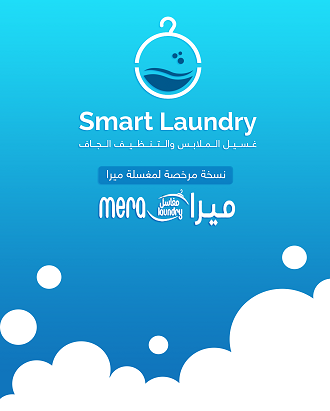 Smart Laundry
غسيل الملابس والتنظيف الجاف
نسخة مرخصة لمغسلة ميرا
mera مغاسل laundry ميرا